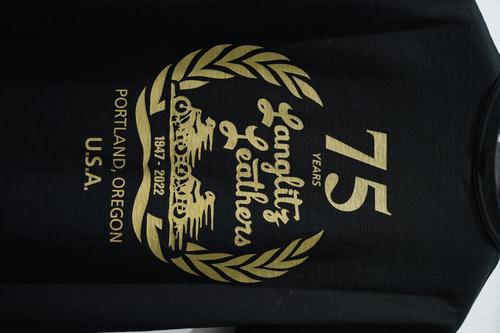 75
YEARS
Langlitz
Leathers
1947 - 2022
PORTLAND, OREGON
U.S.A.